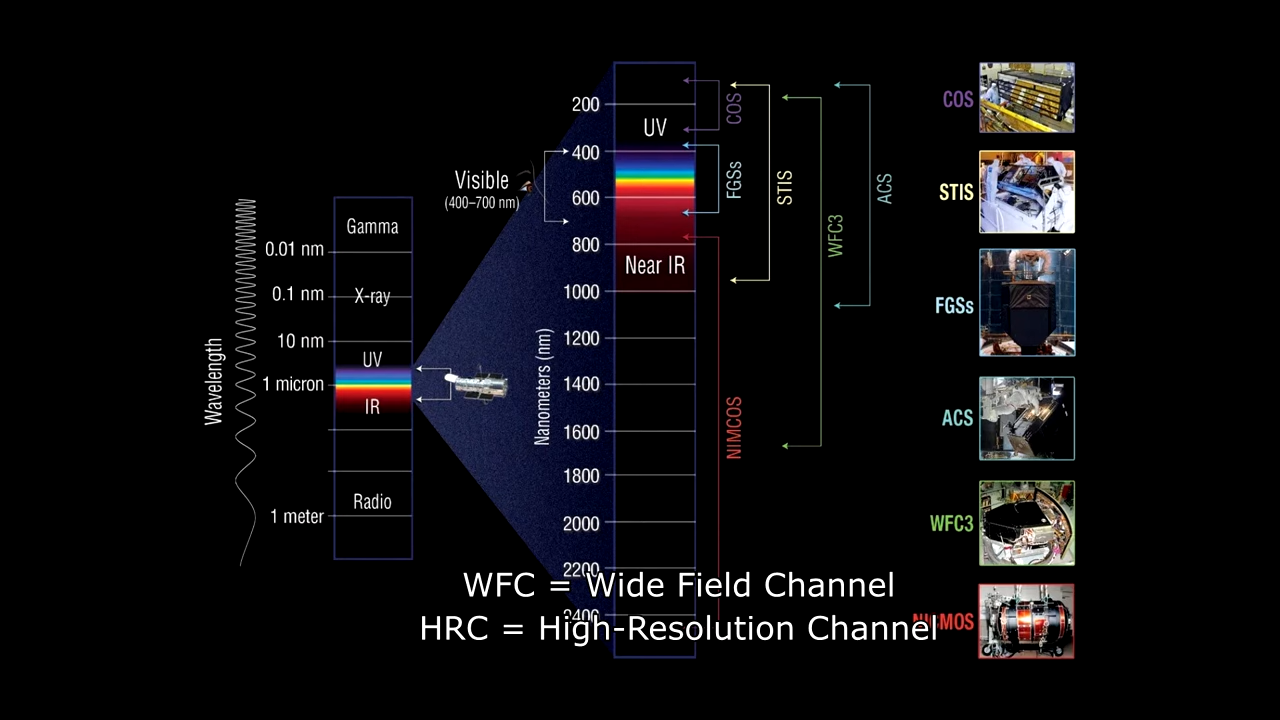 Wavelength
Gamma
0.01 nm
0.1 nm
X-ray
10 nm
UV
1 micron
IR
Radio
1 meter
Visible
(400–700 nm)
Nanometers (nm)
200
400
600
800
1000
1200
1400
1600
1800
2000
2200
2400
UV
Near IR
COS
FGSs
NIMCOS
STIS
WFC3
ACS
COS
STIS
FGSs
ACS
WFC3
NICMOS
WFC = Wide Field Channel
HRC = High-Resolution Channel